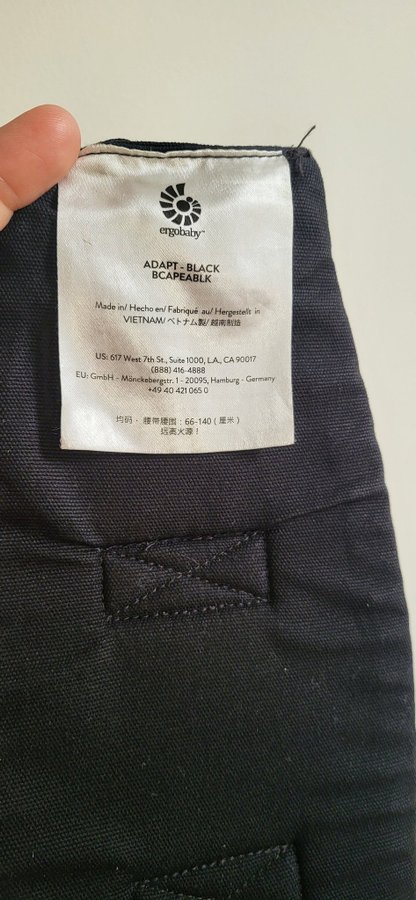 ergobaby™
ADAPT - BLACK
BCAPEABLK
Made in/ Hecho en/ Fabriqué au/ Hergestellt in
VIETNAM/ベトナム製/越南制造
US: 617 West 7th St., Suite 1000, L.A., CA 90017
(888) 416-4888
EU: GmbH - Mönckebergstr. 1 - 20095, Hamburg - Germany
+49 40 421 065 0
均码 · 腰带腰围：66-140（厘米）
远离火源！